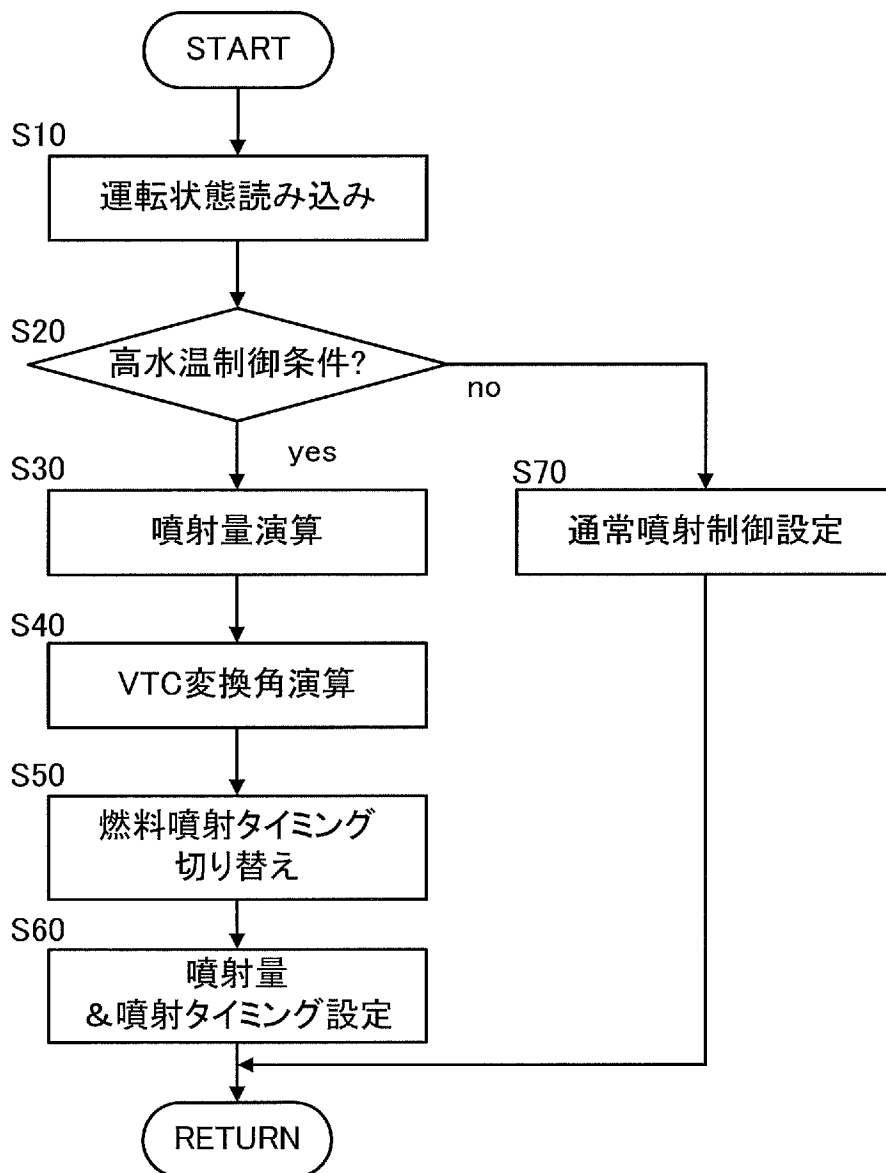 START
S10
運転状態読み込み
S20
高水温制御条件?
no
yes
S30
噴射量演算
S70
通常噴射制御設定
S40
VTC変換角演算
S50
燃料噴射タイミング
切り替え
S60
噴射量
&噴射タイミング設定
RETURN